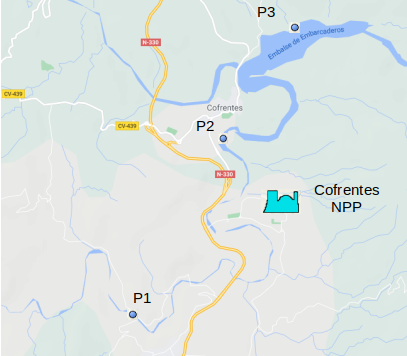 P3
N-330
Embalse de Embarcaderos
CV-439
Cofrentes
CV-439
P2
N-330
Cofrentes
NPP
P1